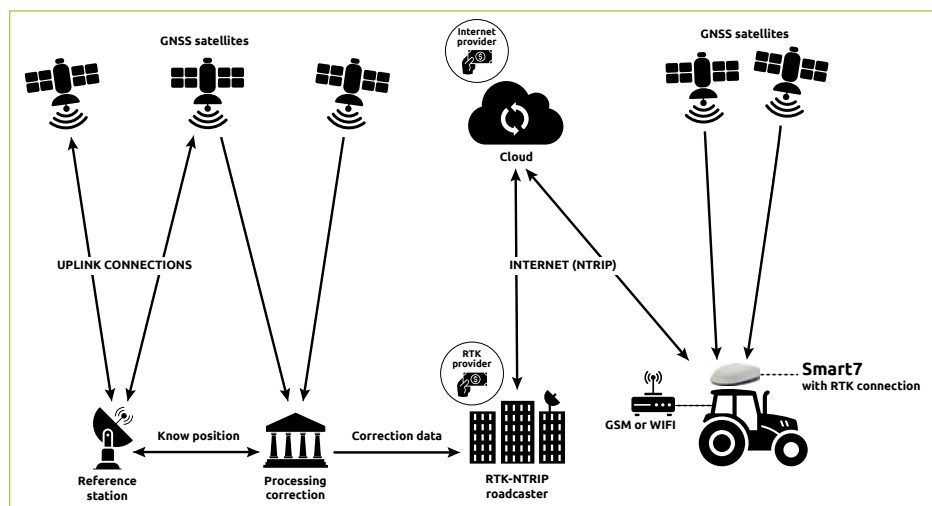 GNSS satellites
Internet
provider
GNSS satellites
Cloud
UPLINK CONNECTIONS
INTERNET (NTRIP)
RTK
provider
Smart7
with RTK connection
GSM or WIFI
Know position
Correction data
Reference
station
Processing
correction
RTK-NTRIP
roadcaster